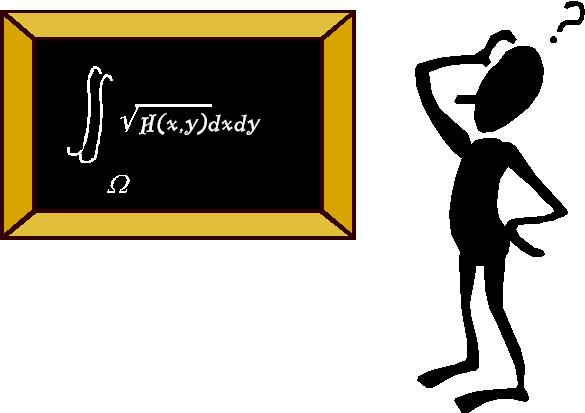 ∬ √H(x,y)dxdy
Ω
?